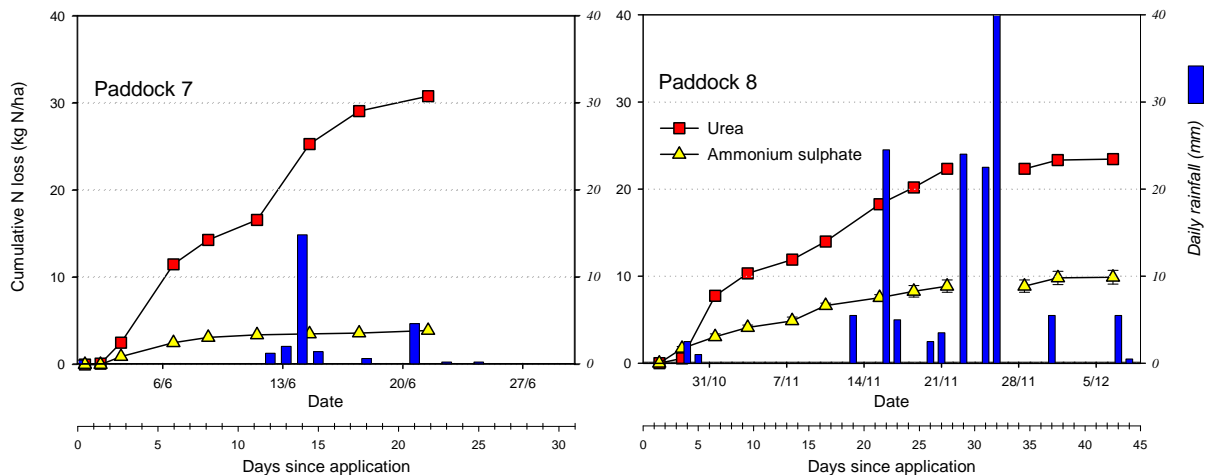 Cumulative N loss (kg N/ha)
40
30
20
10
0
Paddock 7
40
30
20
10
0
6/6
13/6
20/6
27/6
Date
0 5 10 15 20 25 30
Days since application
40
30
20
10
0
Paddock 8
Urea
Ammonium sulphate
40
30
20
10
0
Daily rainfall (mm)
31/10
7/11
14/11
21/11
28/11
5/12
Date
0 5 10 15 20 25 30 35 40 45
Days since application